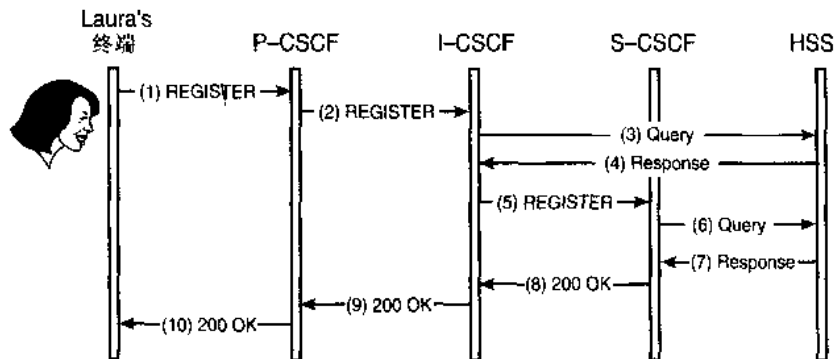 Laura's
终端
P-CSCF
I-CSCF
S-CSCF
HSS
(1) REGISTER
(2) REGISTER
(3) Query
(4) Response
(5) REGISTER
(6) Query
(7) Response
(8) 200 OK
(9) 200 OK
(10) 200 OK